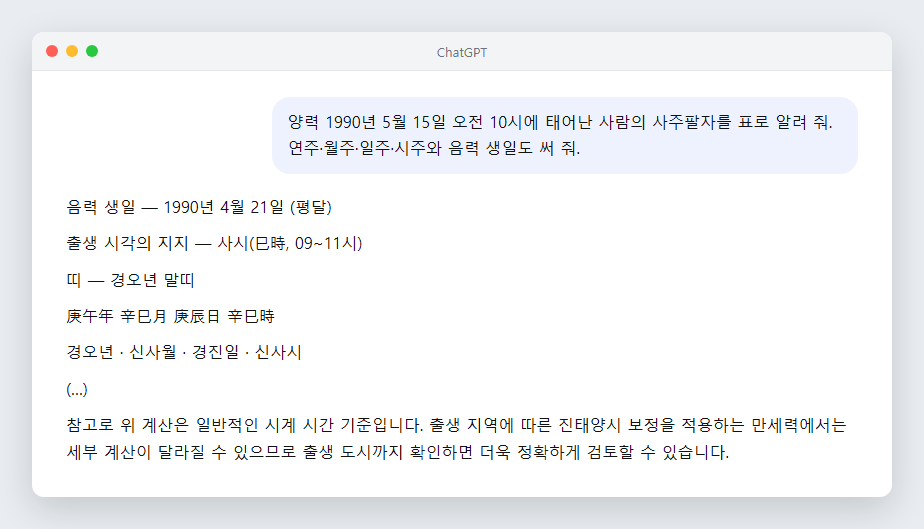 ChatGPT
양력 1990년 5월 15일 오전 10시에 태어난 사람의 사주팔자를 표로 알려 줘.
연주·월주·일주·시주와 음력 생일도 써 줘.
음력 생일 — 1990년 4월 21일 (평달)
출생 시각의 지지 — 사시(巳時, 09~11시)
띠 — 경오년 말띠
庚午年 辛巳月 庚辰日 辛巳時
경오년 · 신사월 · 경진일 · 신사시
(...)
참고로 위 계산은 일반적인 시계 시간 기준입니다. 출생 지역에 따른 진태양시 보정을 적용하는 만세력에서는
세부 계산이 달라질 수 있으므로 출생 도시까지 확인하면 더욱 정확하게 검토할 수 있습니다.